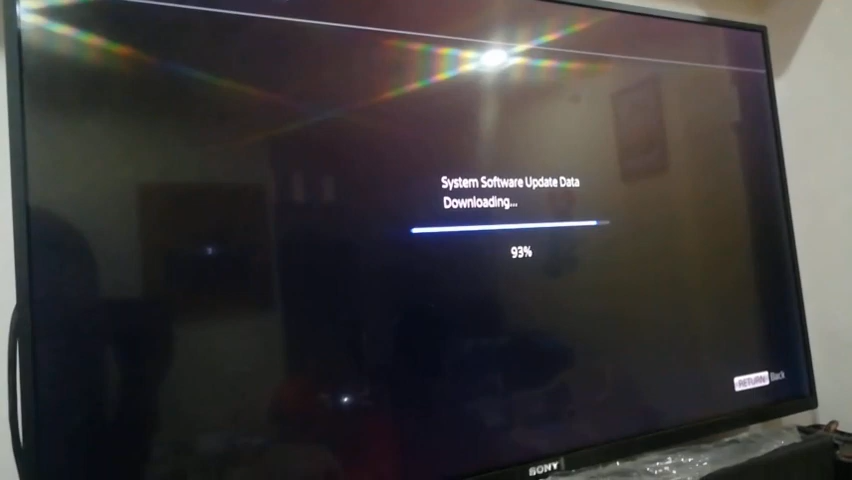 System Software Update Data
Downloading...
93%
RETURN Back
SONY